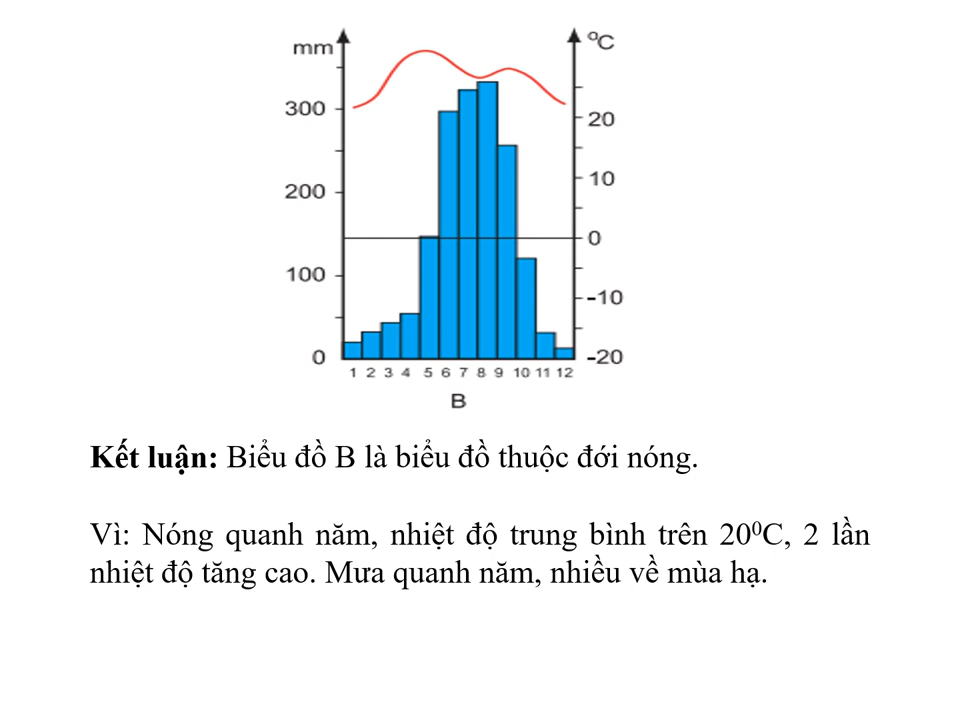 mm ⁰C
300 20
200 10
0
100 -10
0 -20
1 2 3 4 5 6 7 8 9 10 11 12
B
Kết luận: Biểu đồ B là biểu đồ thuộc đới nóng.
Vì: Nóng quanh năm, nhiệt độ trung bình trên 20⁰C, 2 lần
nhiệt độ tăng cao. Mưa quanh năm, nhiều về mùa hạ.